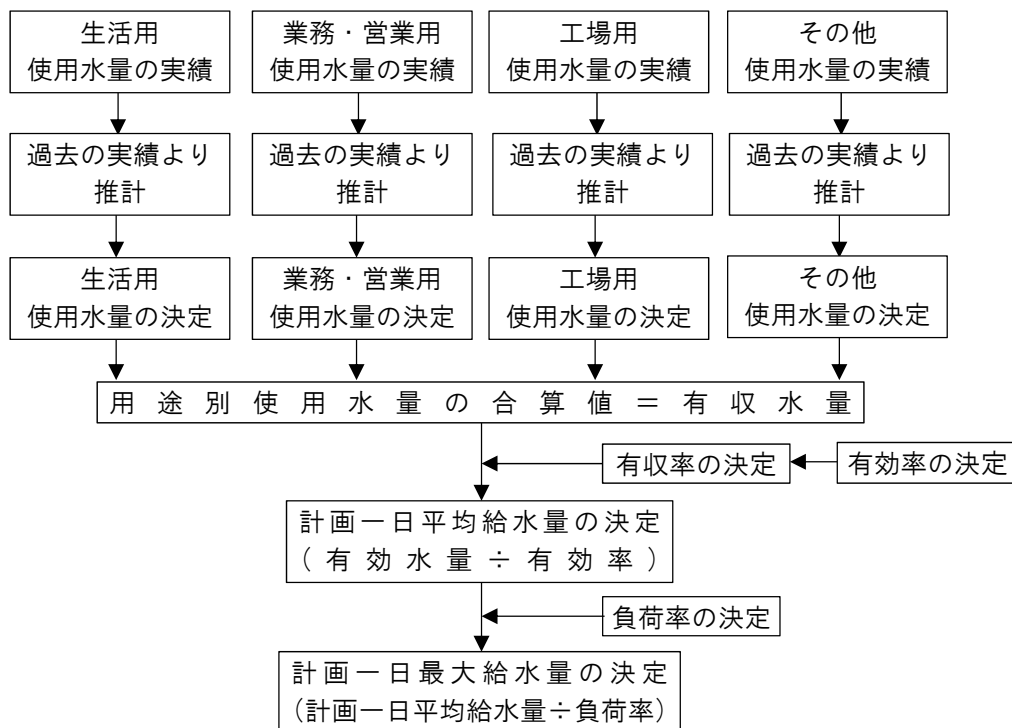 生活用
使用水量の実績
業務・営業用
使用水量の実績
工場用
使用水量の実績
その他
使用水量の実績
過去の実績より
推計
過去の実績より
推計
過去の実績より
推計
過去の実績より
推計
生活用
使用水量の決定
業務・営業用
使用水量の決定
工場用
使用水量の決定
その他
使用水量の決定
用途別使用水量の合算値＝有収水量
有収率の決定
有効率の決定
計画一日平均給水量の決定
(有効水量÷有効率)
負荷率の決定
計画一日最大給水量の決定
(計画一日平均給水量÷負荷率)